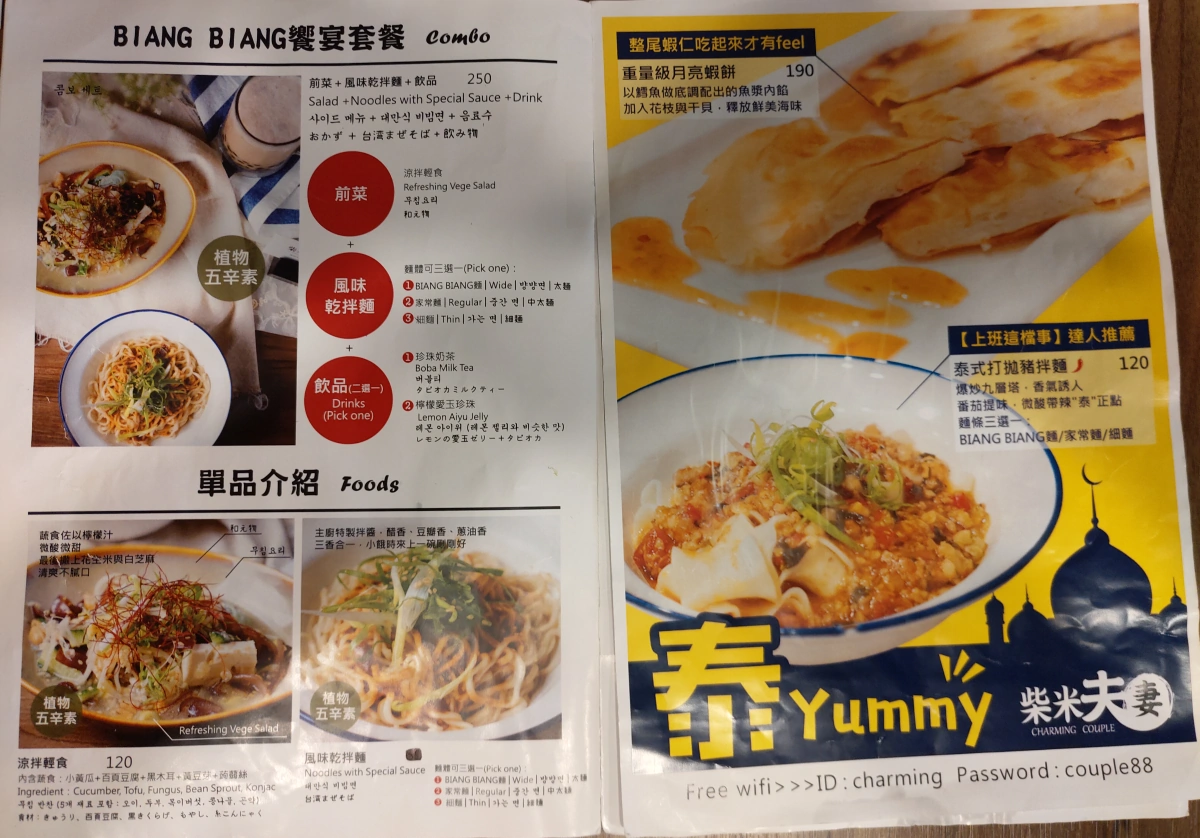 BIANG BIANG饗宴套餐 Combo
콤보 세트
前菜+風味乾拌麵+飲品 250
Salad +Noodles with Special Sauce +Drink
사이드 메뉴 + 대만식 비빔면 + 음료수
おかず + 台湾まぜそば + 飲み物
前菜
涼拌輕食
Refreshing Vege Salad
무침요리
和え物
+
植物
五辛素
風味
乾拌麵
麵體可三選一(Pick one):
1 BIANG BIANG麵|Wide|뱡뱡면|太麵
2 家常麵|Regular|중간 면|中太麵
3 細麵|Thin|가는 면|細麵
+
飲品(二選一)
Drinks
(Pick one)
1 珍珠奶茶
Boba Milk Tea
버블티
タピオカミルクティー
2 檸檬愛玉珍珠
Lemon Aiyu Jelly
레몬 아이위 (레몬 젤리와 비슷한 맛)
レモンの愛玉ゼリー+タピオカ
單品介紹 Foods
蔬食佐以檸檬汁
微酸微甜
最後撒上花全米與白芝麻
清爽不膩口
和え物
무침요리
植物
五辛素
Refreshing Vege Salad
涼拌輕食 120
內含蔬食:小黃瓜+百頁豆腐+黑木耳+黃豆芽+蒟蒻絲
Ingredient : Cucumber, Tofu, Fungus, Bean Sprout, Konjac
무침 반찬 (5개 재료 포함 : 오이, 두부, 목이버섯, 콩나물, 곤약)
食材:きゅうり、百頁豆腐、黒きくらげ、もやし、糸こんにゃく
主廚特製拌醬,醋香、豆瓣香、蔥油香
三香合一,小餓時來上一碗剛剛好
植物
五辛素
風味乾拌麵
Noodles with Special Sauce
대만식 비빔면
台湾まぜそば
麵體可三選一(Pick one):
1 BIANG BIANG麵|Wide|뱡뱡면|太麵
2 家常麵|Regular|중간 면|中太麵
3 細麵|Thin|가는 면|細麵
整尾蝦仁吃起來才有feel
重量級月亮蝦餅 190
以鱈魚做底調配出的魚漿內餡
加入花枝與干貝,釋放鮮美海味
【上班這檔事】達人推薦
泰式打拋豬拌麵 120
爆炒九層塔,香氣誘人
番茄提味,微酸帶辣"泰"正點
麵條三選一:
BIANG BIANG麵/家常麵/細麵
泰Yummy
柴米夫妻
CHARMING COUPLE
Free wifi>>>ID : charming Password : couple88